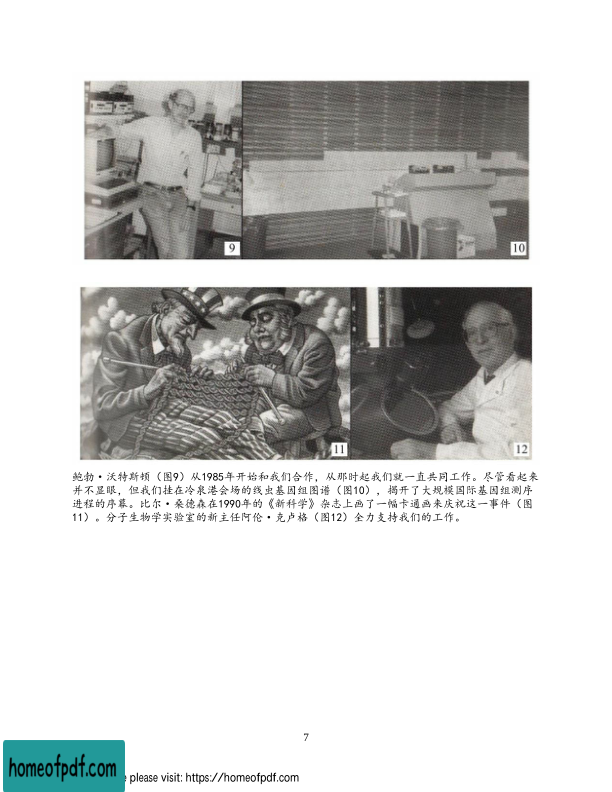 9
10
11
12
鲍勃·沃特斯顿（图9）从1985年开始和我们合作，从那时起我们就一直共同工作。尽管看起来
并不显眼，但我们挂在冷泉港会场的线虫基因组图谱（图10），揭开了大规模国际基因组测序
进程的序幕。比尔·桑德森在1990年的《新科学》杂志上画了一幅卡通画来庆祝这一事件（图
11）。分子生物学实验室的新主任阿伦·克卢格（图12）全力支持我们的工作。
7
homeofpdf.com
please visit: https://homeofpdf.com